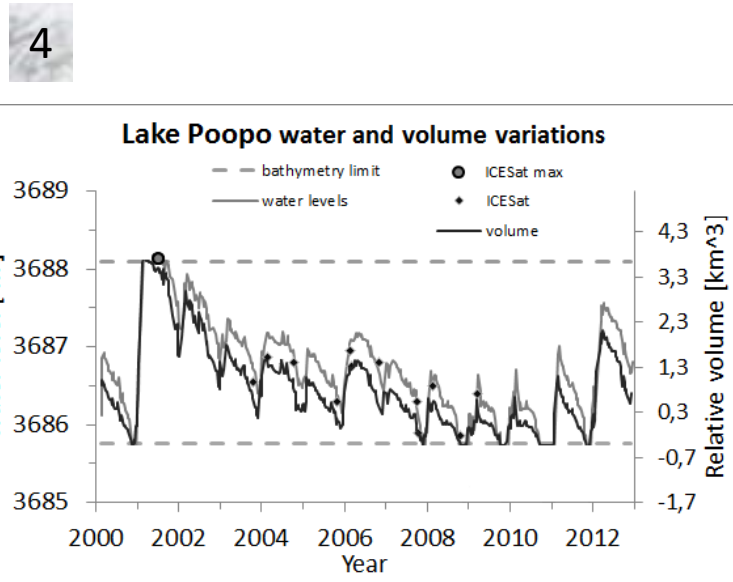 4
Lake Poopo water and volume variations
bathymetry limit
ICESat max
water levels
ICESat
volume
3689
3688
3687
3686
3685
4,3
3,3
2,3
1,3
0,3
-0,7
-1,7
Relative volume [km^3]
2000 2002 2004 2006 2008 2010 2012
Year